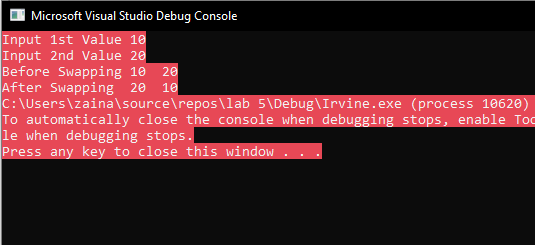 Microsoft Visual Studio Debug Console
Input 1st Value 10
Input 2nd Value 20
Before Swapping 10  20
After Swapping  20  10
C:\Users\zaina\source\repos\lab 5\Debug\Irvine.exe (process 10620)
To automatically close the console when debugging stops, enable Too
le when debugging stops.
Press any key to close this window . . .